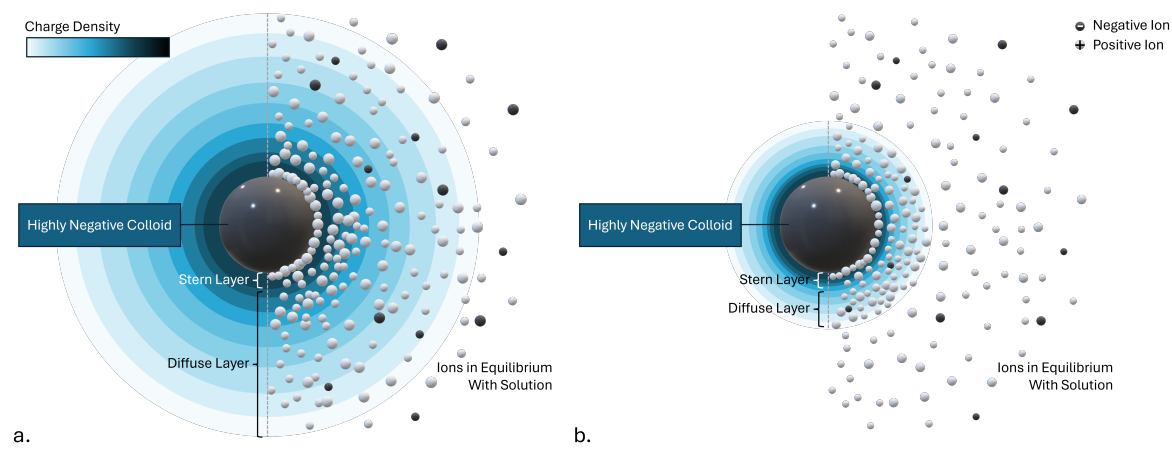 Charge Density
Highly Negative Colloid
Stern Layer
Diffuse Layer
Ions in Equilibrium
With Solution
a.
Negative Ion
Positive Ion
Highly Negative Colloid
Stern Layer
Diffuse Layer
Ions in Equilibrium
With Solution
b.